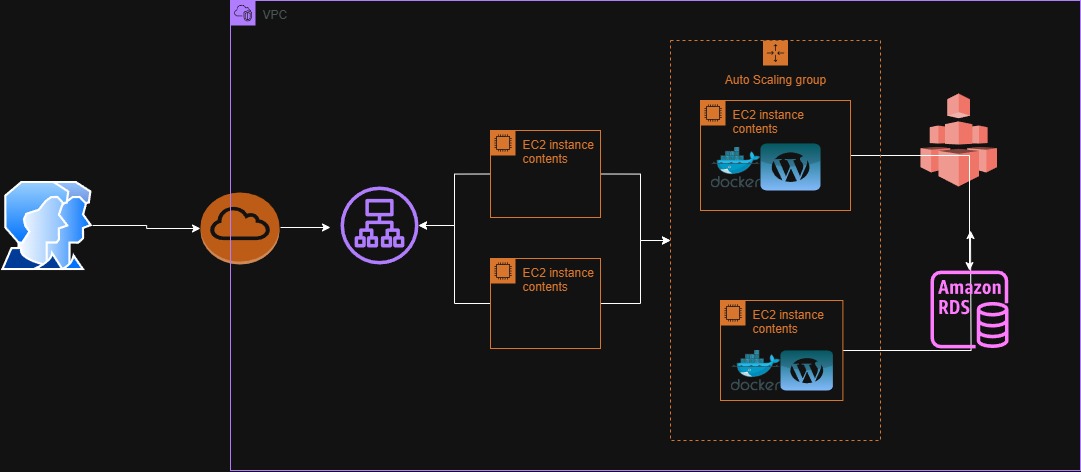 VPC
Auto Scaling group
EC2 instance
contents
docker
EC2 instance
contents
EC2 instance
contents
Amazon
RDS
EC2 instance
contents
docker